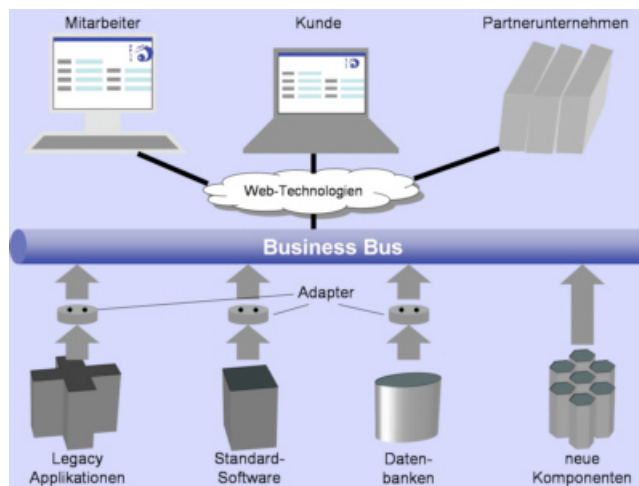 Mitarbeiter
Kunde
Partnerunternehmen
Web-Technologien
Business Bus
Adapter
Legacy
Applikationen
Standard-
Software
Daten-
banken
neue
Komponenten